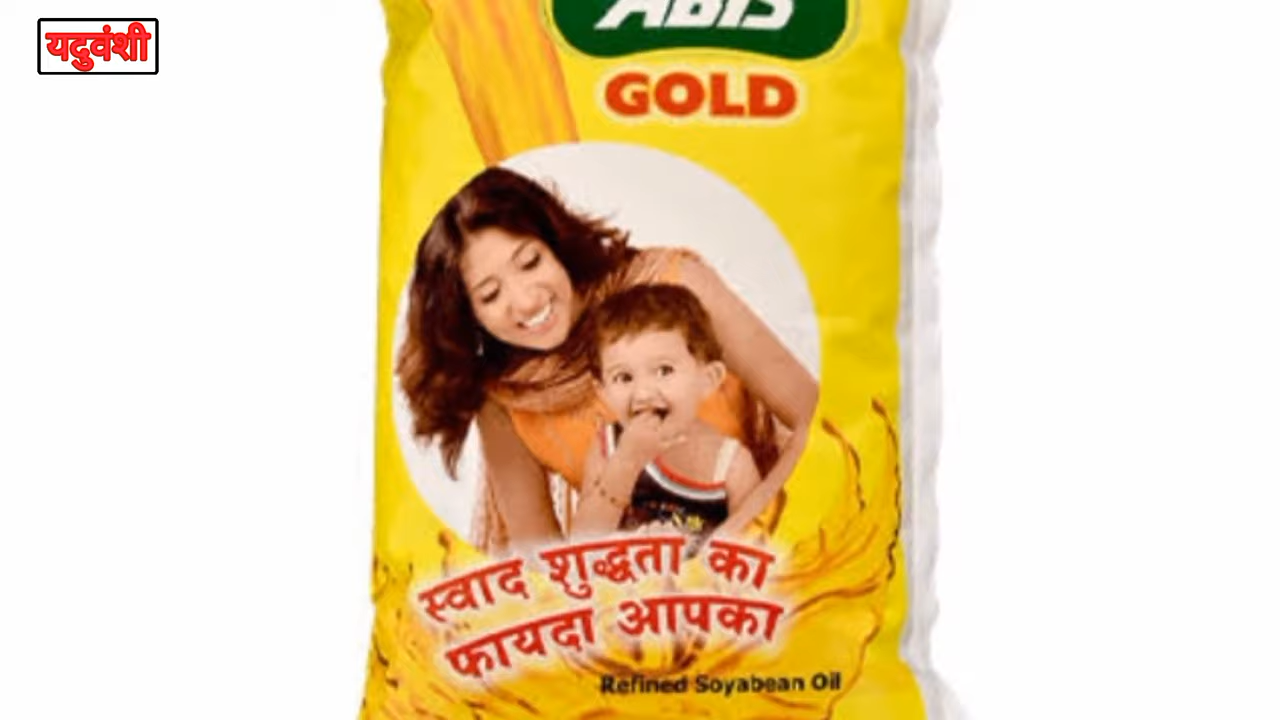 यदुवंशी
ABIS
GOLD
स्वाद शुद्धता का
फायदा आपका
Refined Soyabean Oil